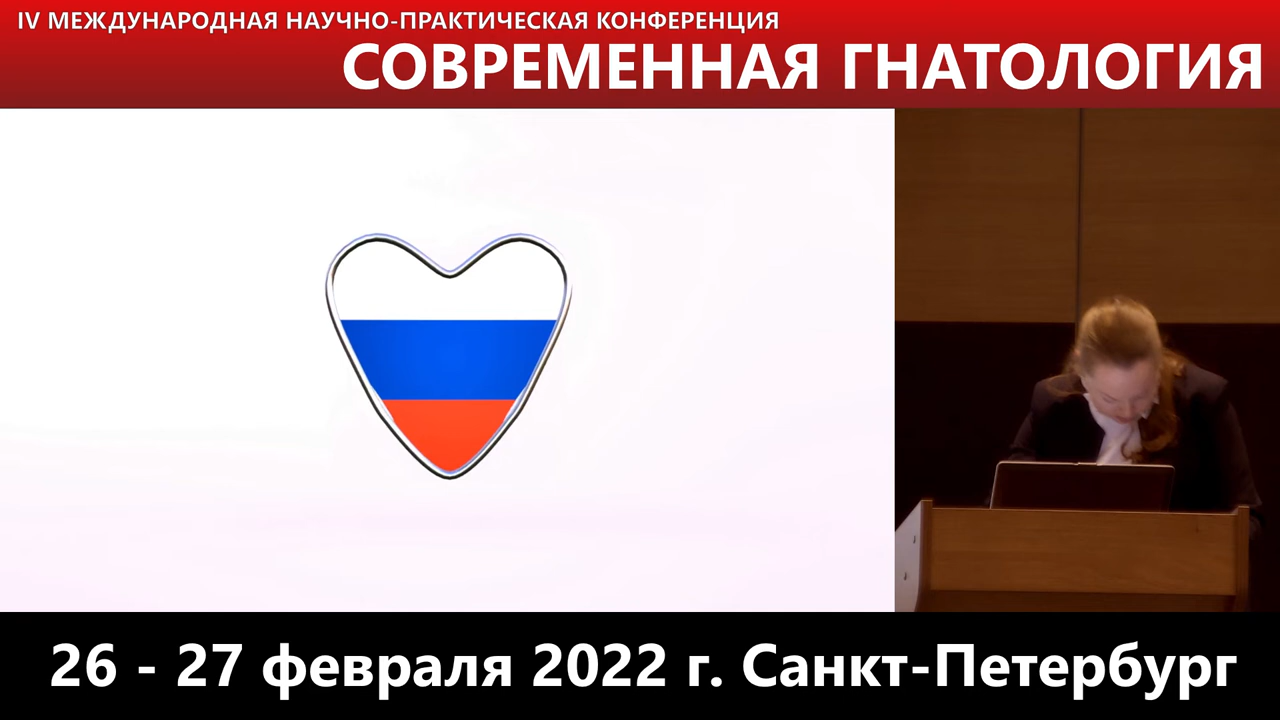 IV МЕЖДУНАРОДНАЯ НАУЧНО-ПРАКТИЧЕСКАЯ КОНФЕРЕНЦИЯ
СОВРЕМЕННАЯ ГНАТОЛОГИЯ
26 - 27 февраля 2022 г. Санкт-Петербург